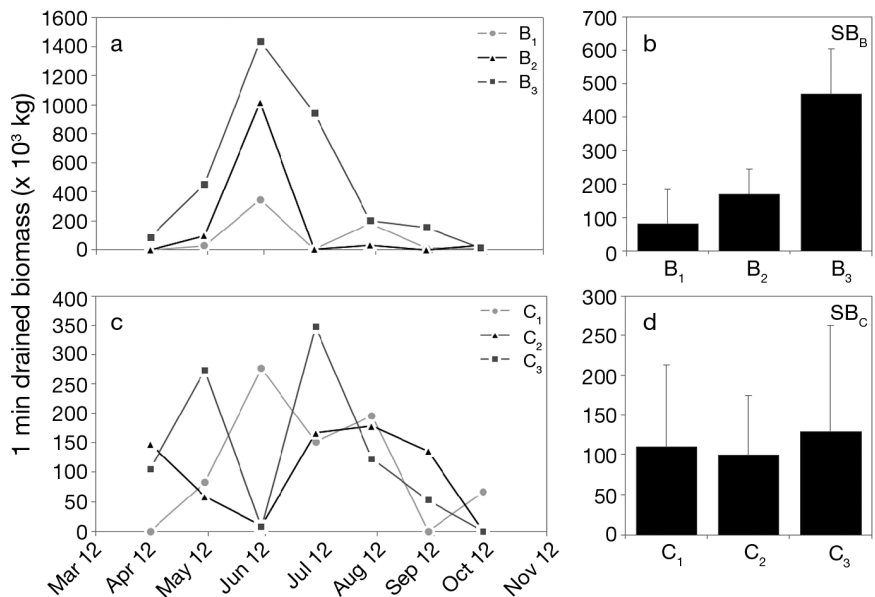 1 min drained biomass (x 10³ kg)
a
B₁
B₂
B₃
1600
1400
1200
1000
800
600
400
200
0
b
SB_B
700
600
500
400
300
200
100
0
B₁ B₂ B₃
c
C₁
C₂
C₃
400
350
300
250
200
150
100
50
0
Mar 12 Apr 12 May 12 Jun 12 Jul 12 Aug 12 Sep 12 Oct 12 Nov 12
d
SB_C
300
250
200
150
100
50
0
C₁ C₂ C₃